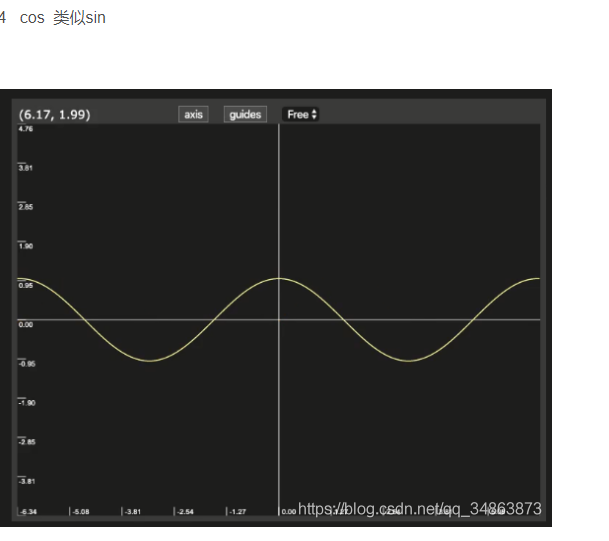 4 cos 类似sin
(6.17, 1.99) axis guides Free
4.76
3.81
2.85
1.90
0.95
0.00
-0.95
-1.90
-2.85
-3.81
-6.34 -5.08 -3.81 -2.54 -1.27 0.00
https://blog.csdn.net/qq_34863873